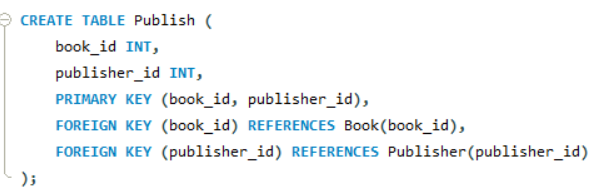 CREATE TABLE Publish (
book_id INT,
publisher_id INT,
PRIMARY KEY (book_id, publisher_id),
FOREIGN KEY (book_id) REFERENCES Book(book_id),
FOREIGN KEY (publisher_id) REFERENCES Publisher(publisher_id)
);